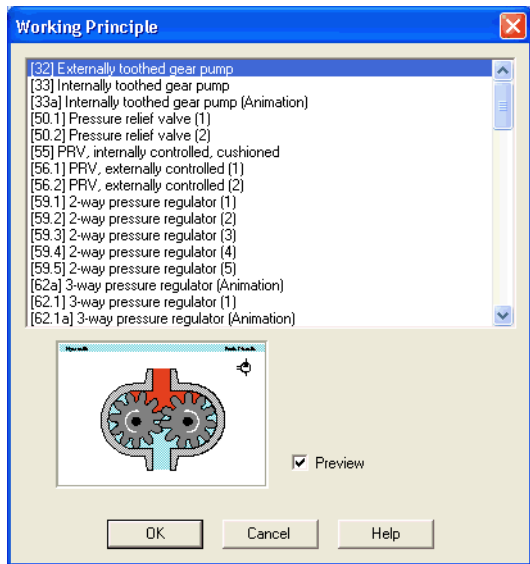 Working Principle
[32] Externally toothed gear pump
[33] Internally toothed gear pump
[33a] Internally toothed gear pump (Animation)
[50.1] Pressure relief valve (1)
[50.2] Pressure relief valve (2)
[55] PRV, internally controlled, cushioned
[56.1] PRV, externally controlled (1)
[56.2] PRV, externally controlled (2)
[59.1] 2-way pressure regulator (1)
[59.2] 2-way pressure regulator (2)
[59.3] 2-way pressure regulator (3)
[59.4] 2-way pressure regulator (4)
[59.5] 2-way pressure regulator (5)
[62a] 3-way pressure regulator (Animation)
[62.1] 3-way pressure regulator (1)
[62.1a] 3-way pressure regulator (Animation)
Preview
OK Cancel Help